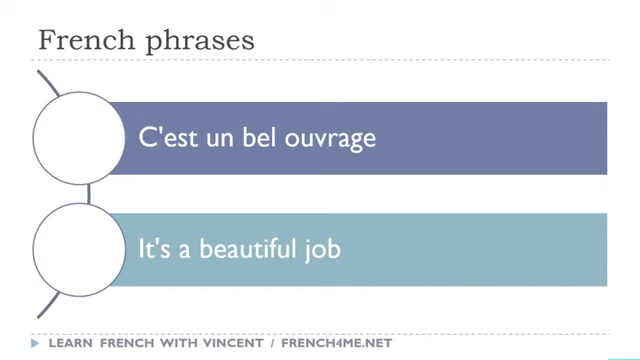 French phrases
C'est un bel ouvrage
It's a beautiful job
LEARN FRENCH WITH VINCENT / FRENCH4ME.NET